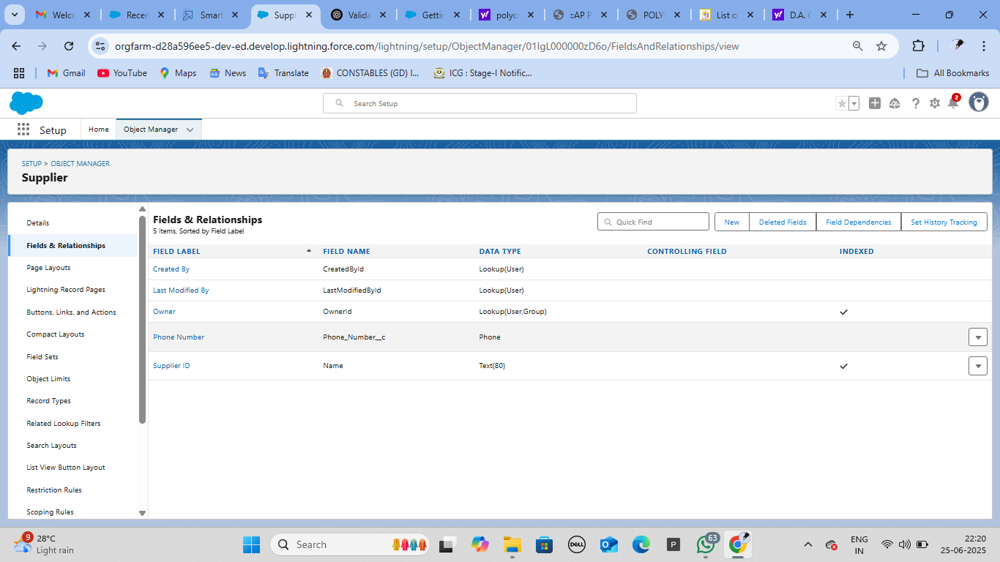 Welco
Recen
Smart
Suppl
Valida
Gettin
polyce
::AP P
POLY
List o
D.A. C
orgfarm-d28a596ee5-dev-ed.develop.lightning.force.com/lightning/setup/ObjectManager/01IgL000000zD6o/FieldsAndRelationships/view
Gmail
YouTube
Maps
News
Translate
CONSTABLES (GD) I...
ICG : Stage-I Notific...
All Bookmarks
Search Setup
2
Setup
Home
Object Manager
SETUP > OBJECT MANAGER
Supplier
Details
Fields & Relationships
Page Layouts
Lightning Record Pages
Buttons, Links, and Actions
Compact Layouts
Field Sets
Object Limits
Record Types
Related Lookup Filters
Search Layouts
List View Button Layout
Restriction Rules
Scoping Rules
Fields & Relationships
5 Items, Sorted by Field Label
Quick Find
New
Deleted Fields
Field Dependencies
Set History Tracking
FIELD LABEL FIELD NAME DATA TYPE CONTROLLING FIELD INDEXED
Created By CreatedById Lookup(User)
Last Modified By LastModifiedById Lookup(User)
Owner OwnerId Lookup(User,Group)
Phone Number Phone_Number__c Phone
Supplier ID Name Text(80)
9
28°C
Light rain
Search
DELL
P
63
ENG
IN
22:20
25-06-2025